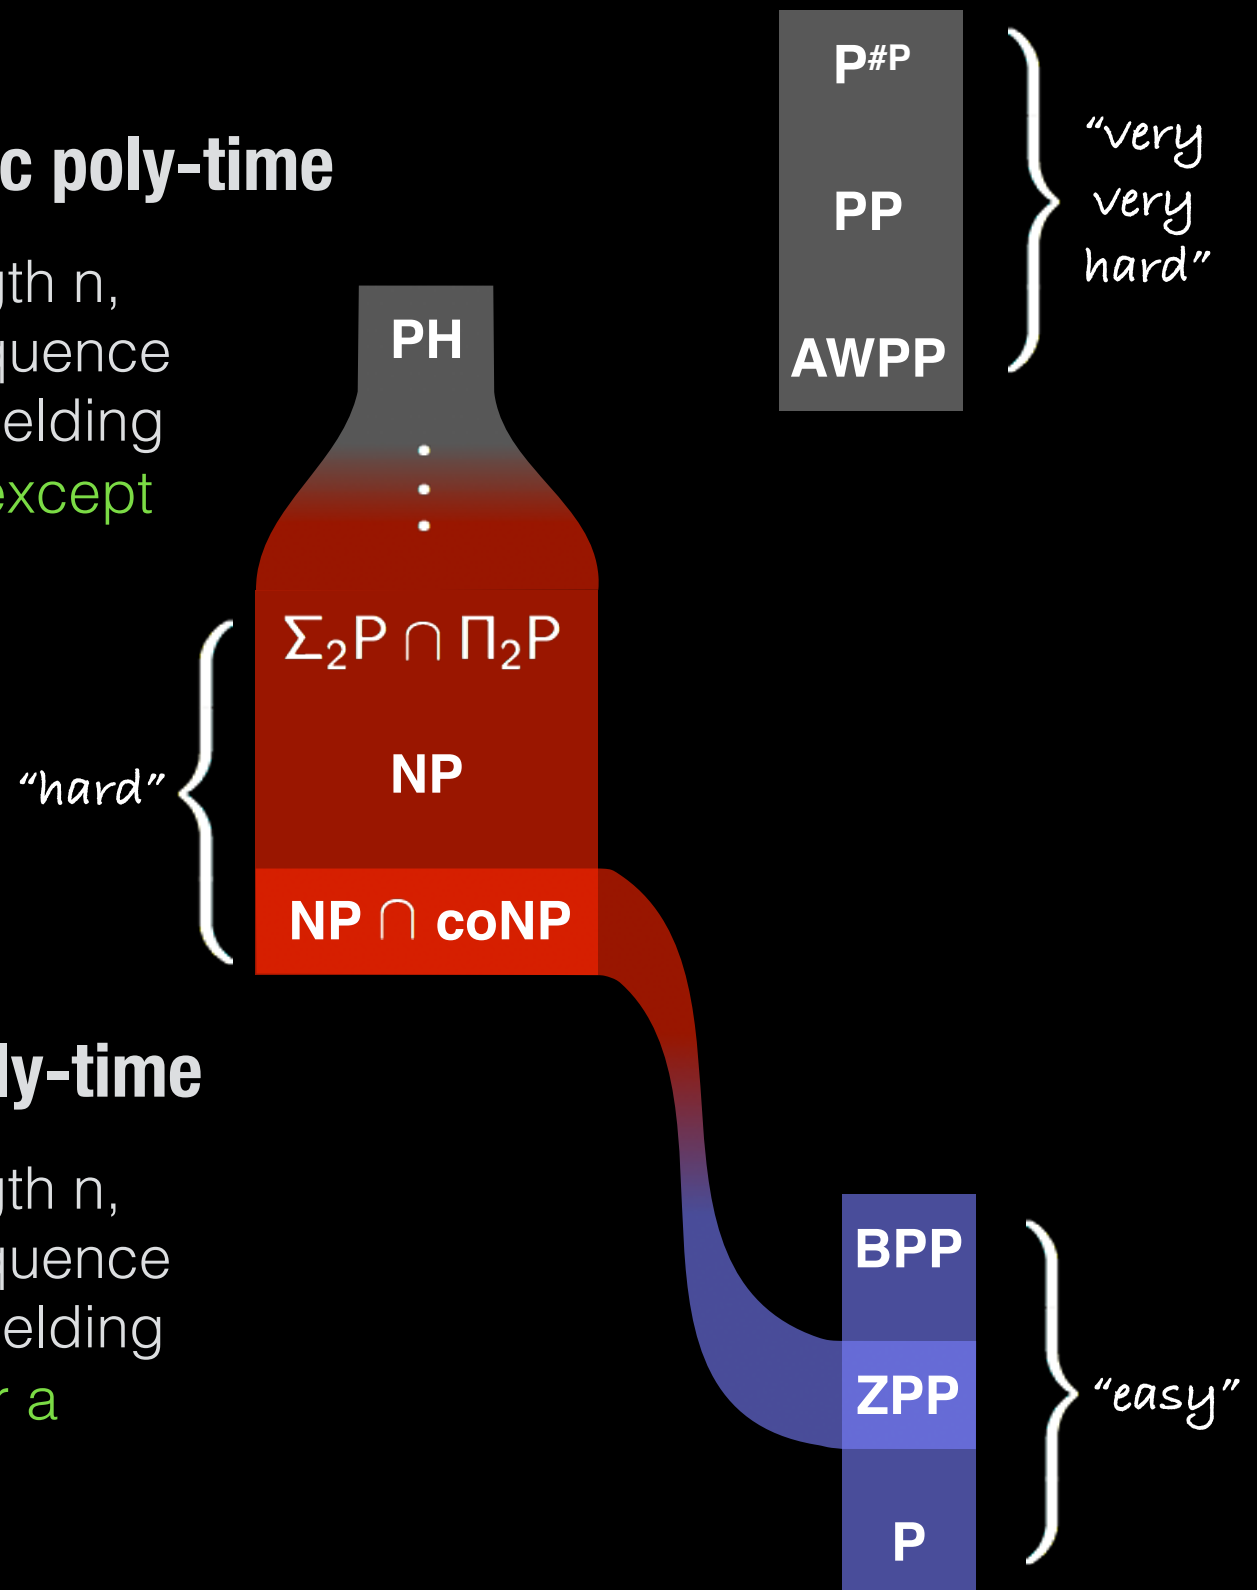 c poly-time
gth n,
quence
elding
except
P#P
PP
AWPP
“very
very
hard”
PH
Σ₂P ∩ Π₂P
NP
NP ∩ coNP
“hard”
ly-time
gth n,
quence
elding
r a
BPP
ZPP
P
“easy”